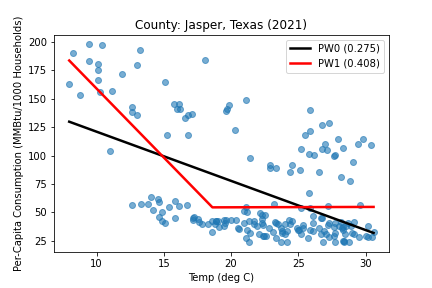 County: Jasper, Texas (2021)
Per-Capita Consumption (MMBtu/1000 Households)
200
175
150
125
100
75
50
25
PW0 (0.275)
PW1 (0.408)
10
15
20
25
30
Temp (deg C)